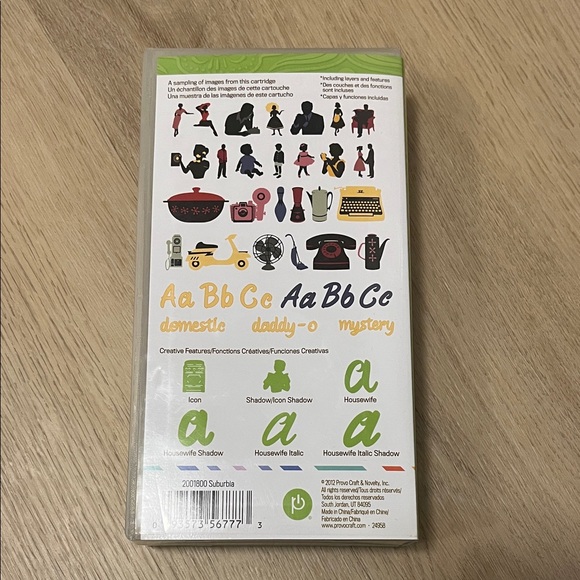 A sampling of images from this cartridge
Un échantillon des images de cette cartouche
Una muestra de las imágenes de este cartucho
*Including layers and features
*Des couches et des fonctions
sont incluses
*Capas y funciones incluidas
Aa Bb Cc Aa Bb Cc
domestic daddy-o mystery
Creative Features/Fonctions Créatives/Funciones Creativas
a
Icon Shadow/Icon Shadow Housewife
a a a
Housewife Shadow Housewife Italic Housewife Italic Shadow
2001800 Suburbia
56777 3
© 2012 Provo Craft & Novelty, Inc.
All rights reserved/Tous droits réservés/
Todos los derechos reservados
South Jordan, UT 84095
Made in China/Fabriqué en Chine/
Fabricado en China
www.provocraft.com - 24958